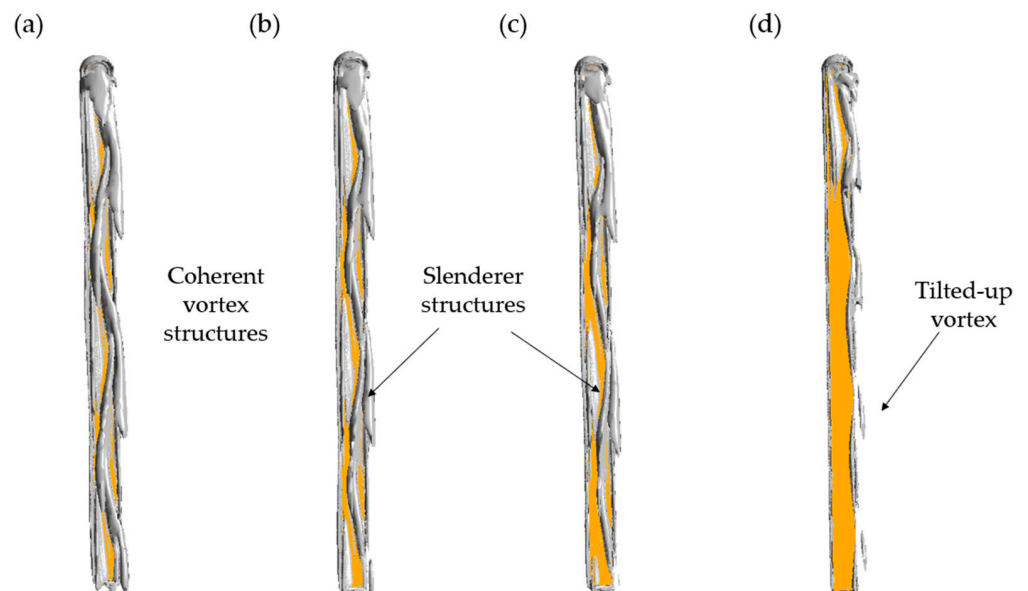 (a)
(b)
(c)
(d)
Coherent
vortex
structures
Slenderer
structures
Tilted-up
vortex